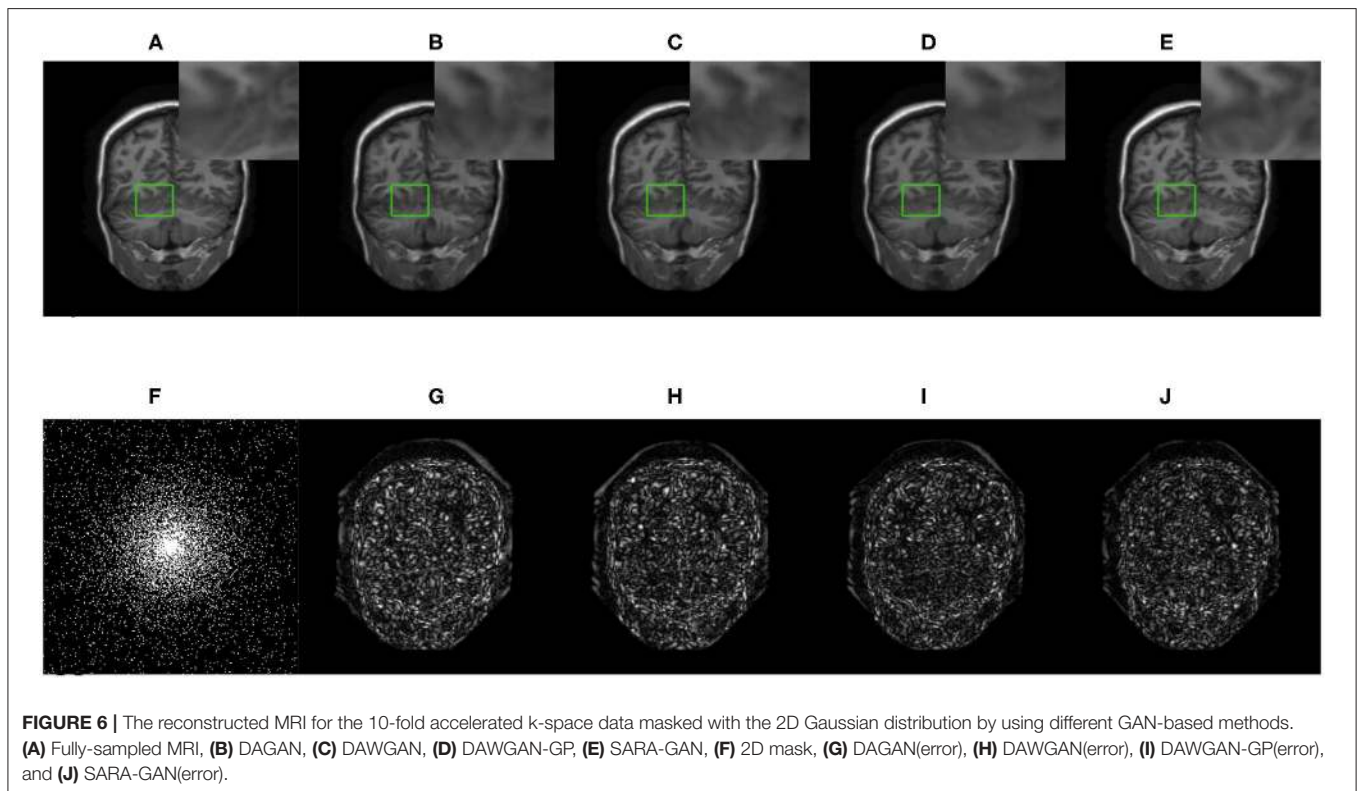 A B C D E
F G H I J
FIGURE 6 | The reconstructed MRI for the 10-fold accelerated k-space data masked with the 2D Gaussian distribution by using different GAN-based methods.
(A) Fully-sampled MRI, (B) DAGAN, (C) DAWGAN, (D) DAWGAN-GP, (E) SARA-GAN, (F) 2D mask, (G) DAGAN(error), (H) DAWGAN(error), (I) DAWGAN-GP(error),
and (J) SARA-GAN(error).